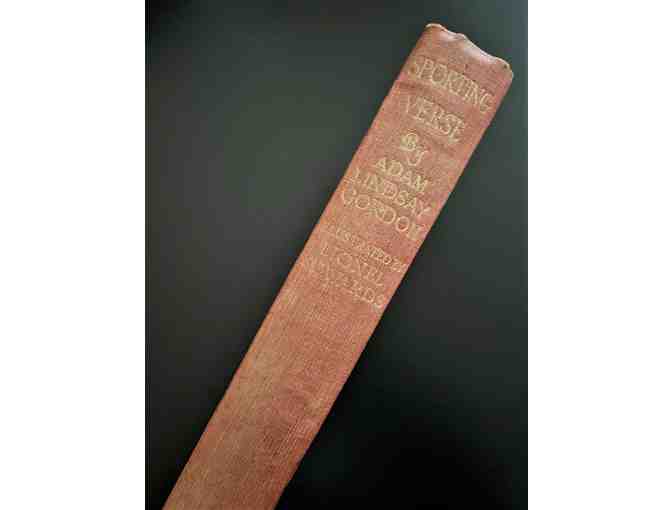 SPORTING
VERSE
By
ADAM
LINDSAY
GORDON
ILLUSTRATED BY
LIONEL
EDWARDS